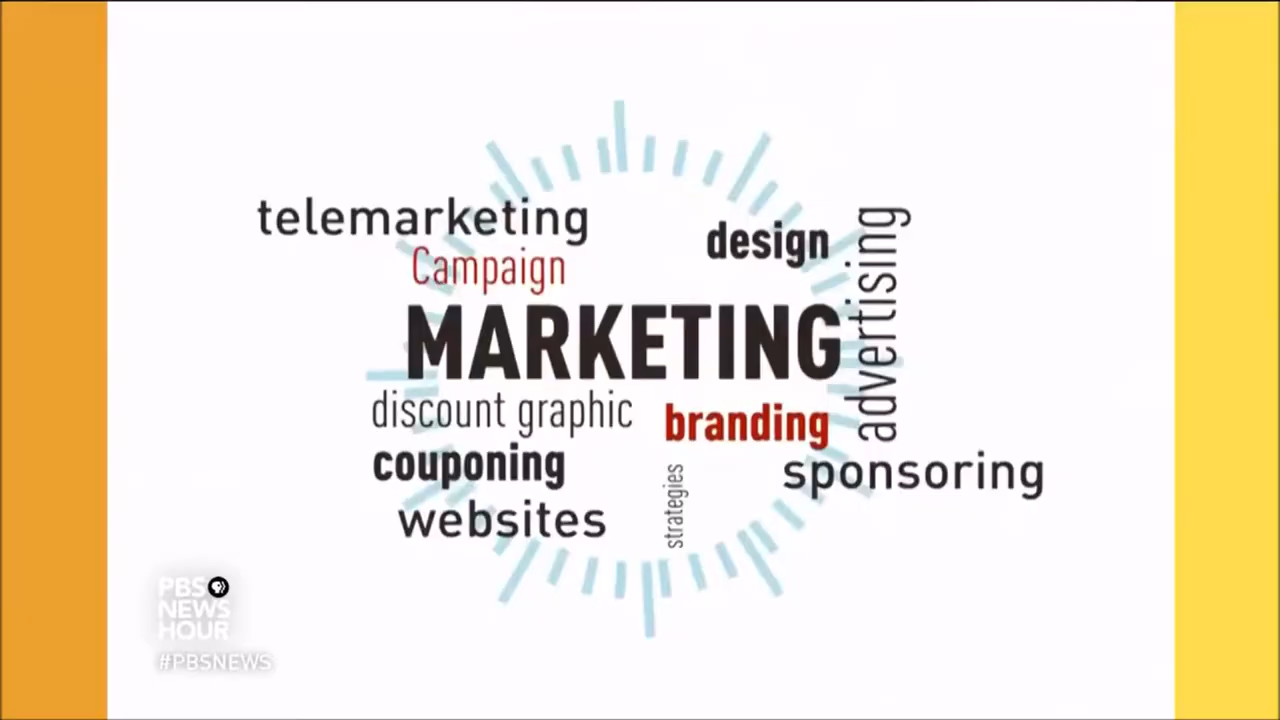 telemarketing
Campaign
design
advertising
MARKETING
discount graphic
branding
couponing
sponsoring
strategies
websites
PBS
NEWS
HOUR
#PBSNEWS